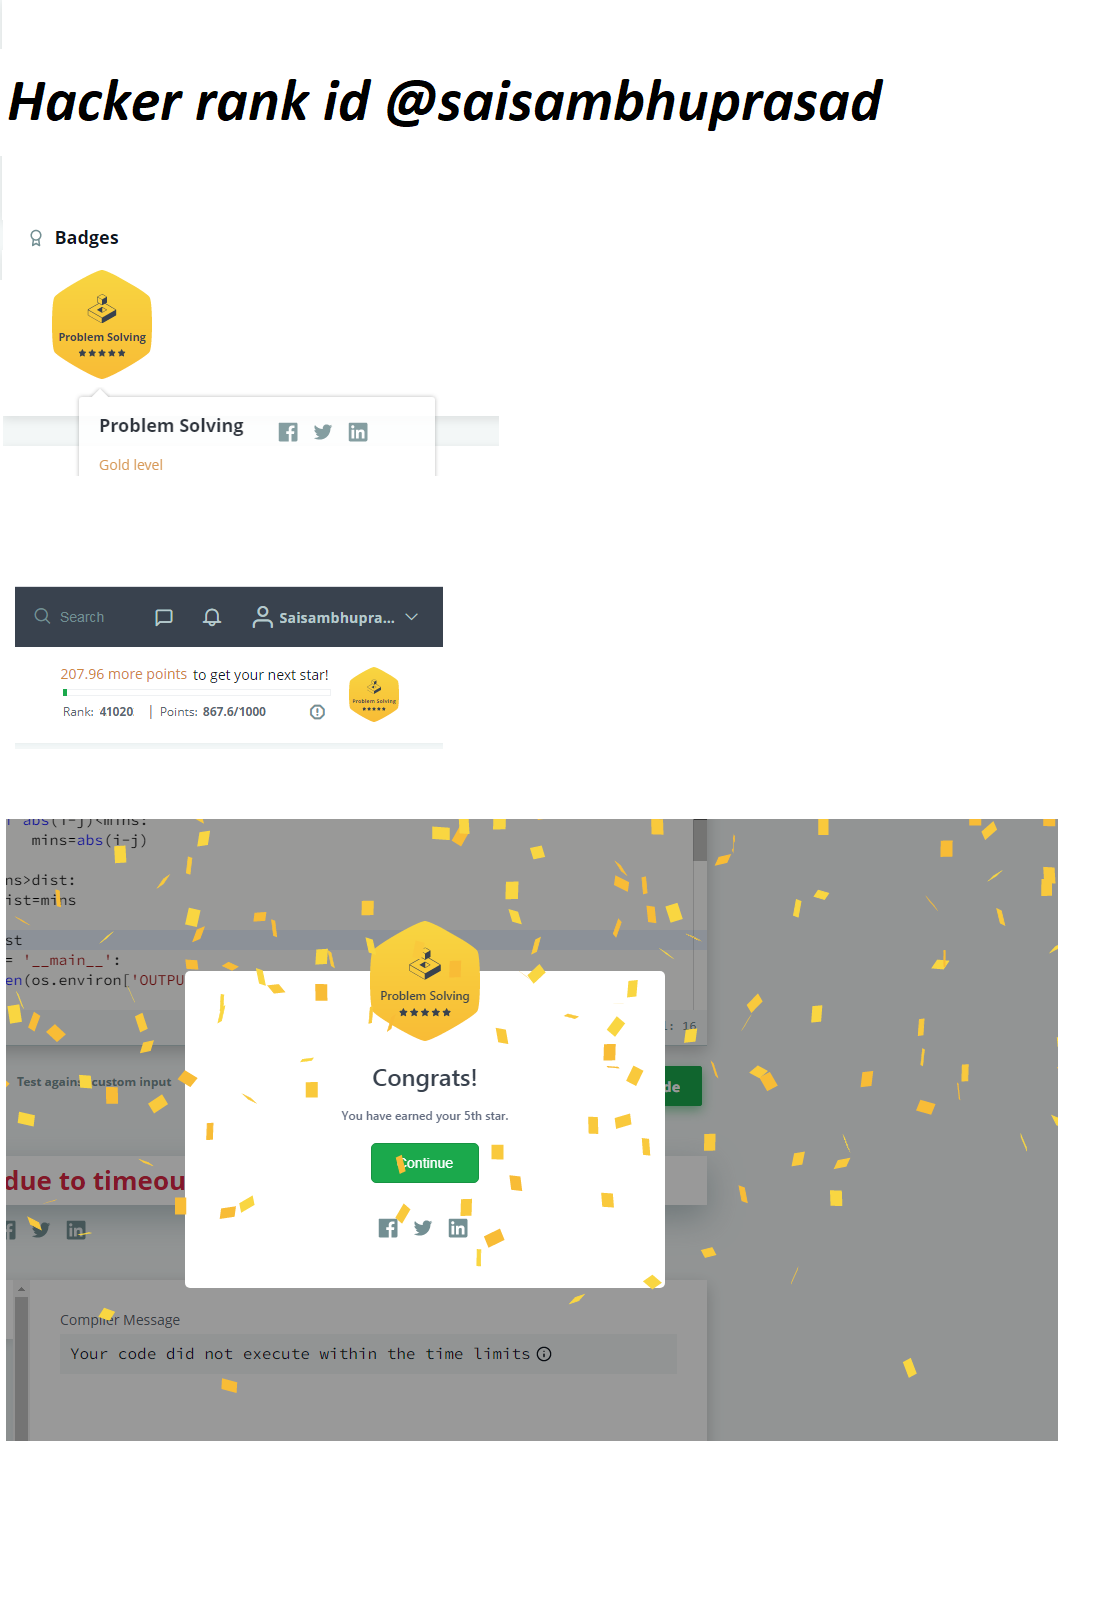 Hacker rank id @saisambhuprasad
Badges
Problem Solving
Problem Solving
Gold level
Search
Saisambhupra...
207.96 more points to get your next star!
Problem Solving
Rank: 41020 | Points: 867.6/1000
abs(i-j)<mins:
mins=abs(i-j)
ns>dist:
ist=mins
st
= '__main__':
en(os.environ['OUTPU
Problem Solving
: 16
Congrats!
Test against custom input
de
You have earned your 5th star.
Continue
due to timeou
Compiler Message
Your code did not execute within the time limits